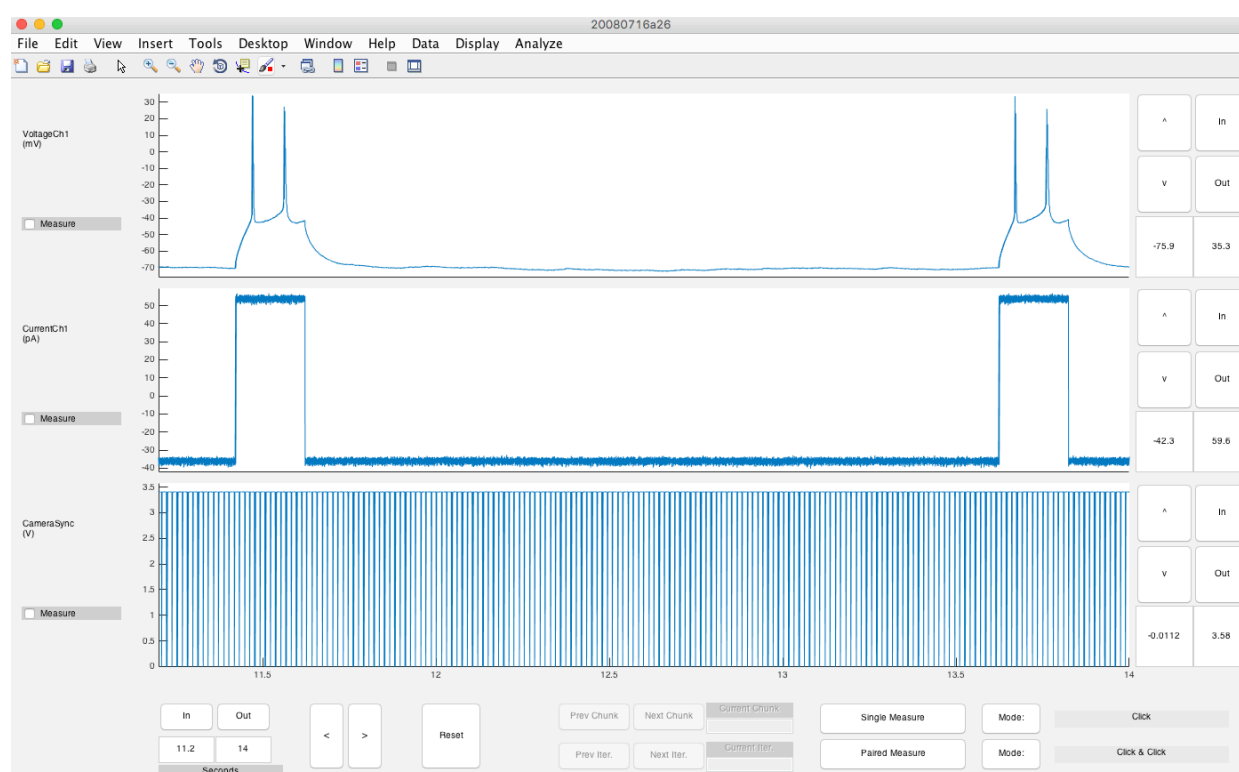 20080716a26
File Edit View Insert Tools Desktop Window Help Data Display Analyze
VoltageCh1
(mV)
Measure
30
20
10
0
-10
-20
-30
-40
-50
-60
-70
^ In
v Out
-75.9 35.3
CurrentCh1
(pA)
Measure
50
40
30
20
10
0
-10
-20
-30
-40
^ In
v Out
-42.3 59.6
CameraSync
(V)
Measure
3.5
3
2.5
2
1.5
1
0.5
0
^ In
v Out
-0.0112 3.58
11.5 12 12.5 13 13.5 14
In Out < > Reset Prev Chunk Next Chunk Current Chunk Single Measure Mode: Click
11.2 14 Prev Iter. Next Iter. Current Iter. Paired Measure Mode: Click & Click
Seconds